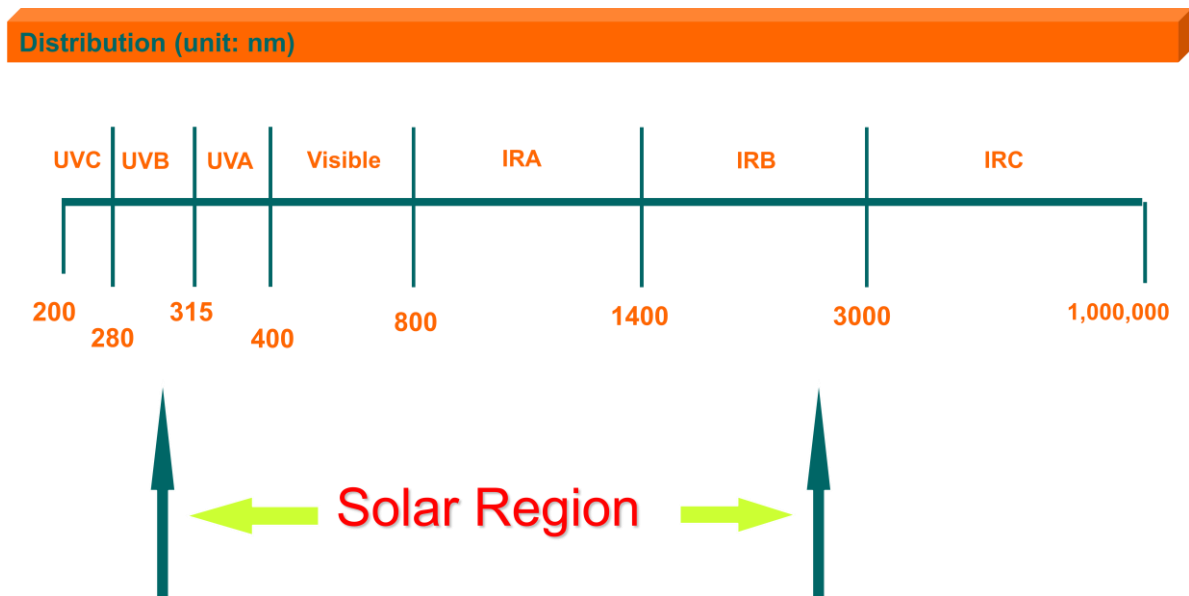 Distribution (unit: nm)
UVC UVB UVA Visible IRA IRB IRC
200 280 315 400 800 1400 3000 1,000,000
Solar Region